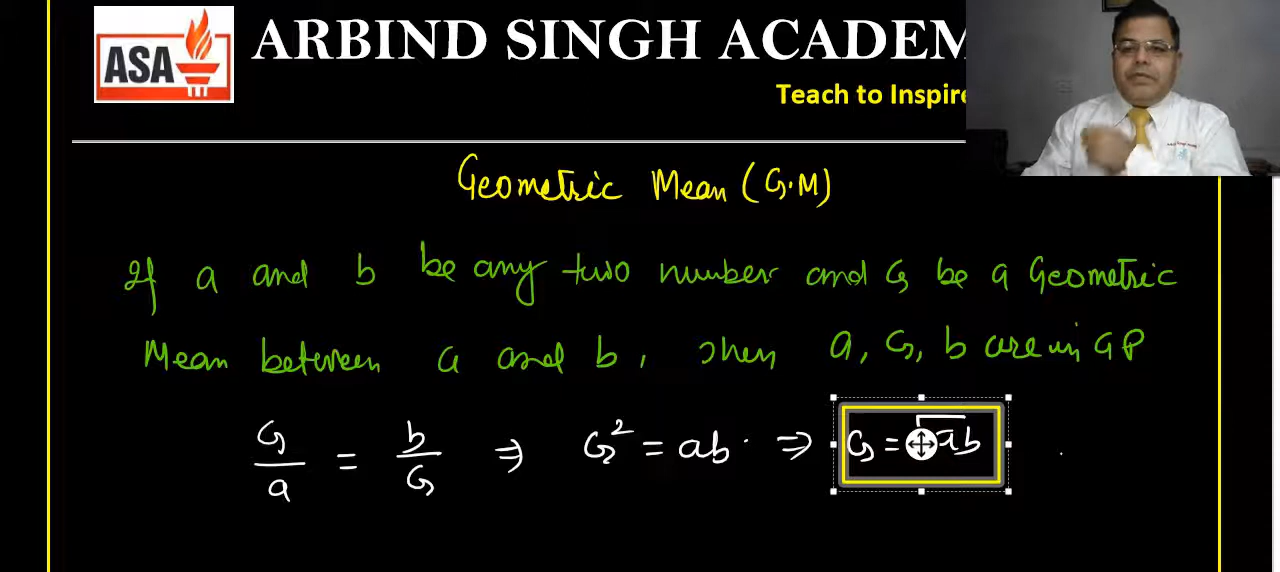 ASA
ARBIND SINGH ACADEM
Teach to Inspire
Geometric Mean (G.M)
If a and b be any two number and G be a Geometric
Mean between a and b, then a, G, b are in GP
G/a = b/G ⇒ G² = ab. ⇒ G = √ab